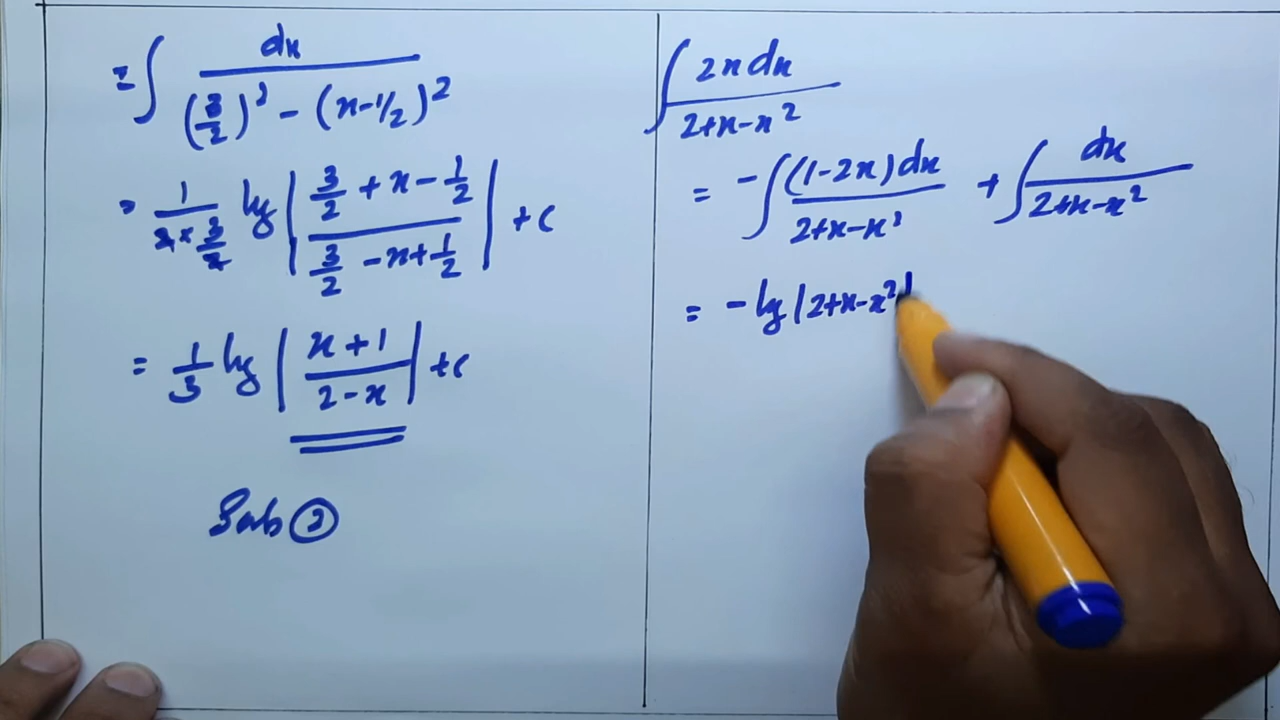 = ∫ dx / (3/2)² - (x-1/2)²
= 1 / 2×3/2 log | 3/2 + x - 1/2 / 3/2 - x + 1/2 | + c
= 1/3 log | x+1 / 2-x | + c
Sub ②
∫ 2x dx / 2+x-x²
= -∫ (1-2x) dx / 2+x-x² + ∫ dx / 2+x-x²
= - log |2+x-x²|